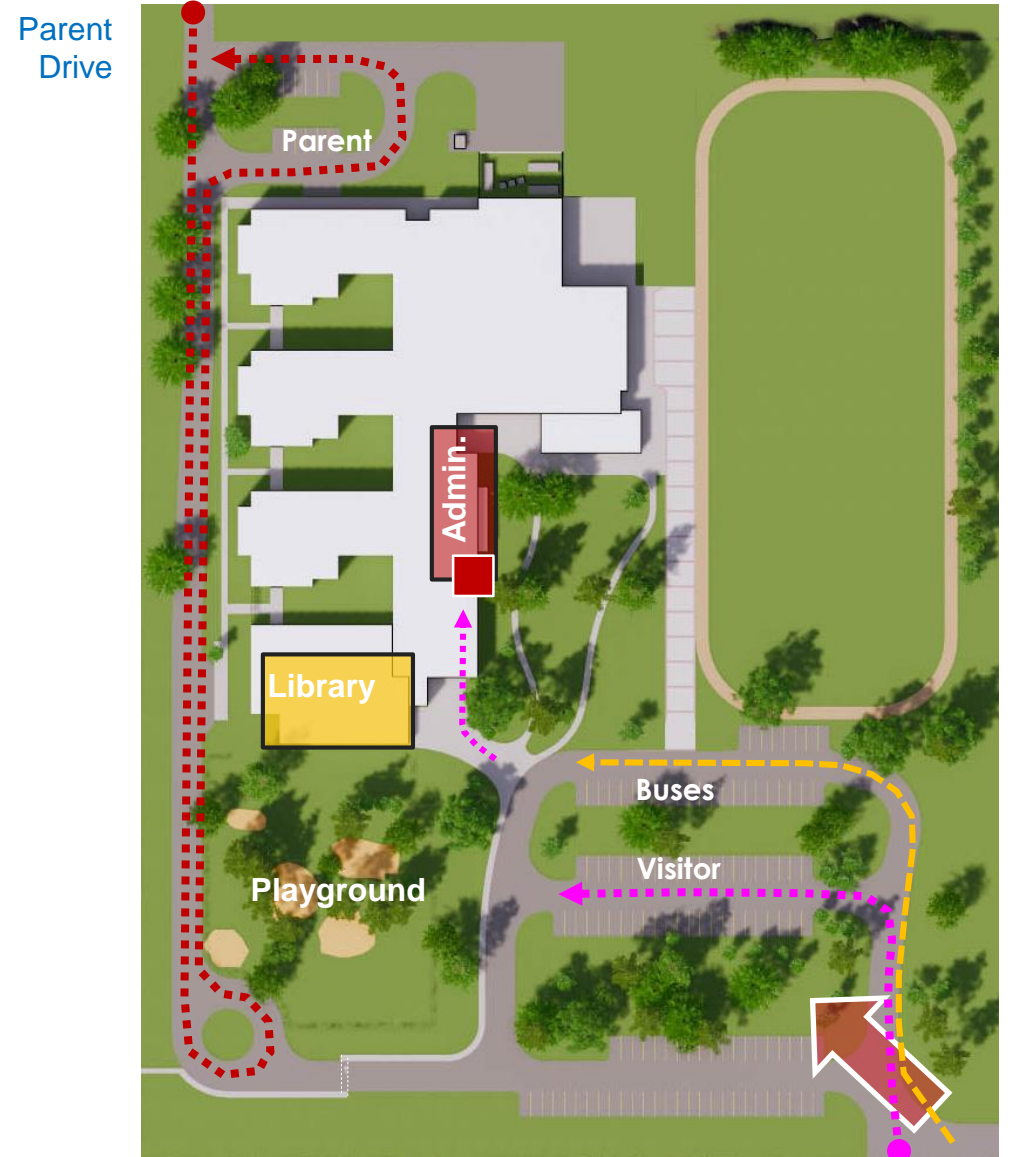 Parent
Drive
Parent
Admin.
Library
Buses
Visitor
Playground